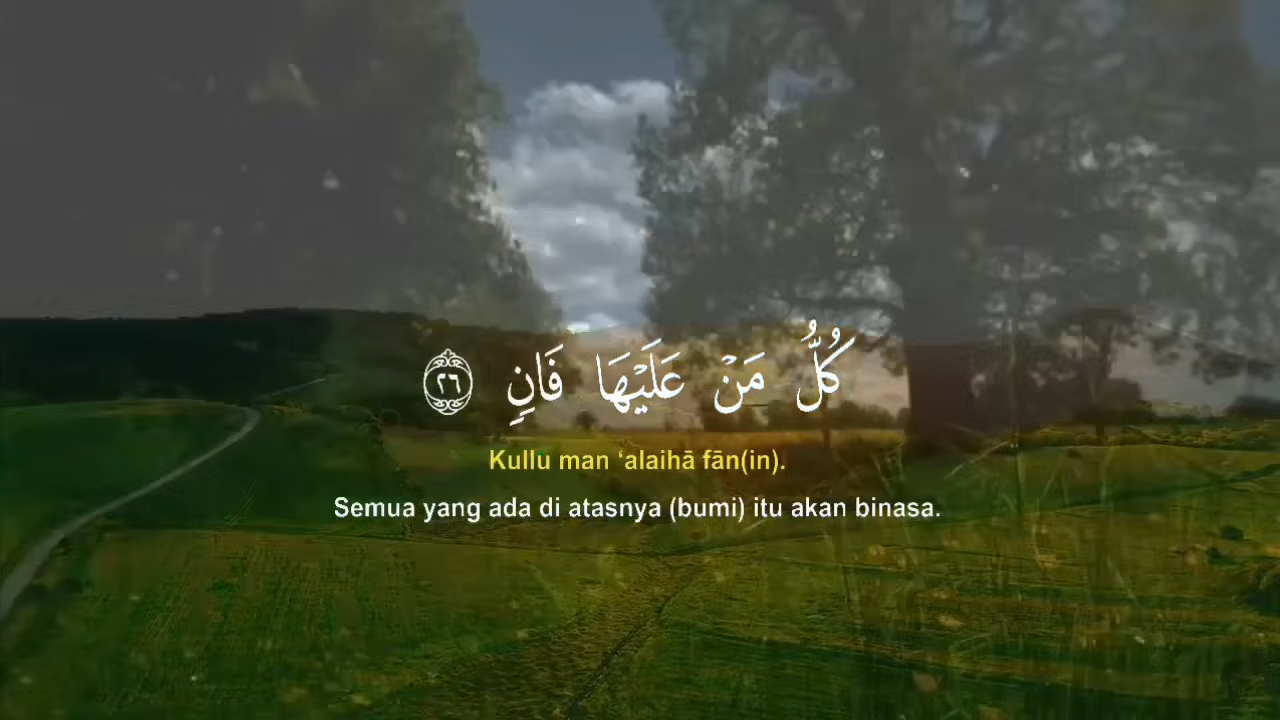 كُلُّ مَنْ عَلَيْهَا فَانٍ ٢٦
Kullu man ‘alaihā fān(in).
Semua yang ada di atasnya (bumi) itu akan binasa.